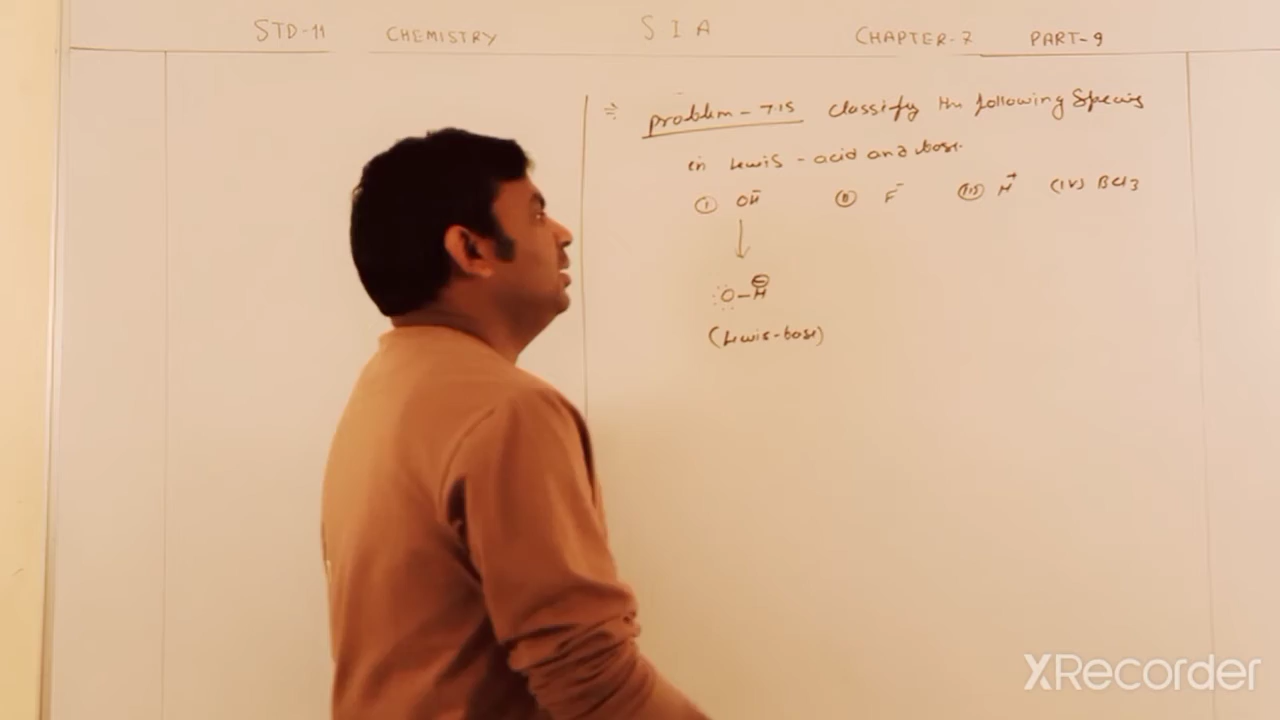 STD-11 CHEMISTRY S I A CHAPTER-7 PART-9
⇒ problem - 7.15 classify the following species
in Lewis - acid and base.
(i) OH⁻ (ii) F⁻ (iii) H⁺ (iv) BCl3
O-H⊖
(Lewis-base)
XRecorder